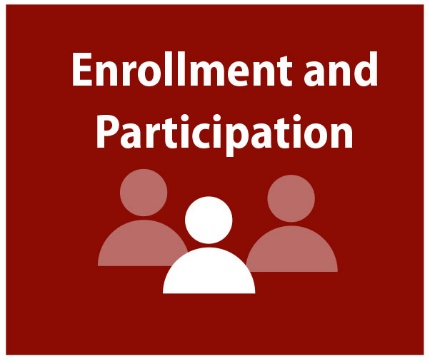 Enrollment and
Participation